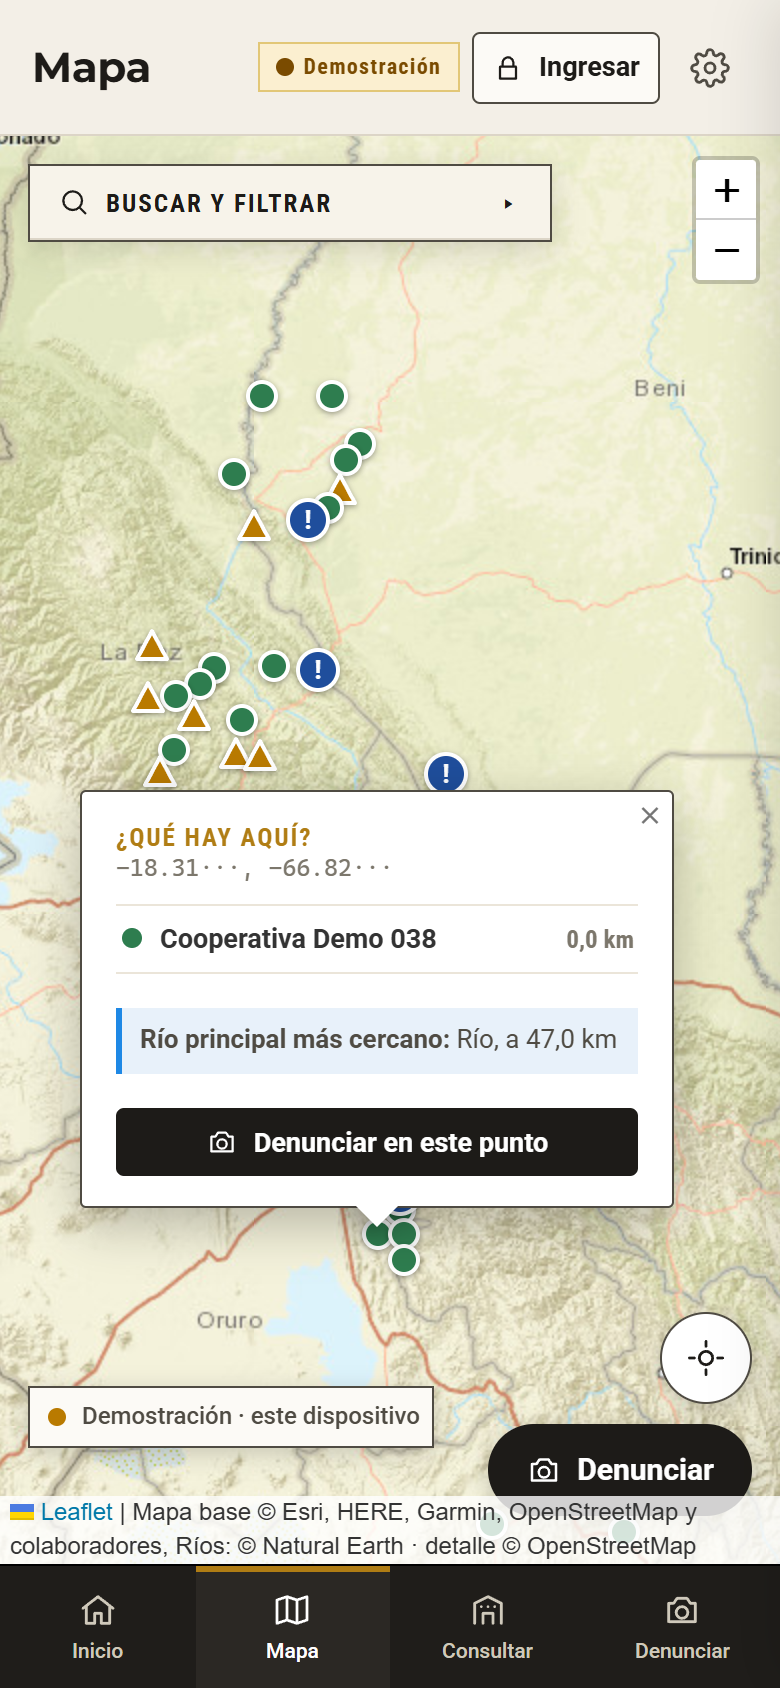 Mapa
Demostración
Ingresar
BUSCAR Y FILTRAR
+
−
Beni
!
!
!
¿QUÉ HAY AQUÍ?
−18.31···, −66.82···
Cooperativa Demo 038
0,0 km
Río principal más cercano: Río, a 47,0 km
Denunciar en este punto
Oruro
Demostración · este dispositivo
Denunciar
Leaflet | Mapa base © Esri, HERE, Garmin, OpenStreetMap y
colaboradores, Ríos: © Natural Earth · detalle © OpenStreetMap
Inicio
Mapa
Consultar
Denunciar